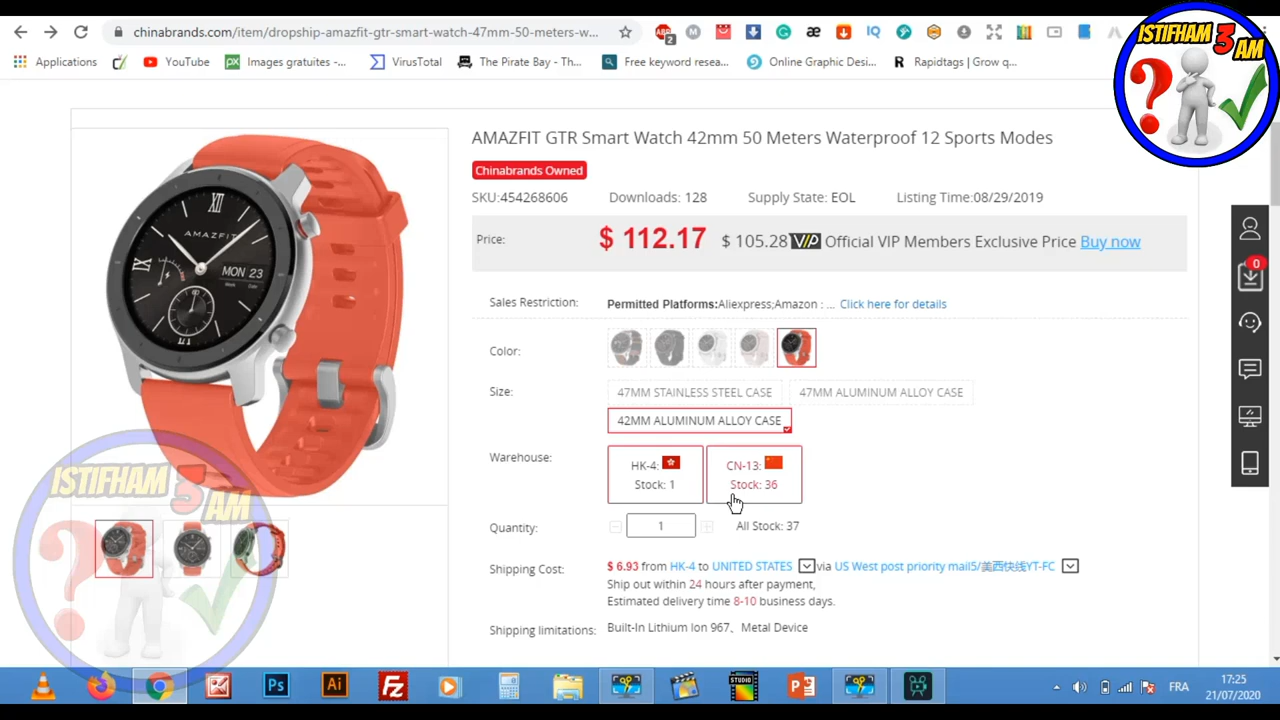 chinabrands.com/item/dropship-amazfit-gtr-smart-watch-47mm-50-meters-w...
ISTIFHAM
3
AM
Applications
YouTube
Images gratuites -...
VirusTotal
The Pirate Bay - Th...
Free keyword resea...
Online Graphic Desi...
Rapidtags | Grow q...
AMAZFIT GTR Smart Watch 42mm 50 Meters Waterproof 12 Sports Modes
Chinabrands Owned
SKU:454268606 Downloads: 128 Supply State: EOL Listing Time:08/29/2019
Price: $ 112.17 $ 105.28 VIP Official VIP Members Exclusive Price Buy now
Sales Restriction: Permitted Platforms:Aliexpress;Amazon : ... Click here for details
Color:
Size: 47MM STAINLESS STEEL CASE 47MM ALUMINUM ALLOY CASE
42MM ALUMINUM ALLOY CASE
Warehouse: HK-4: CN-13:
Stock: 1 Stock: 36
Quantity: 1 All Stock: 37
Shipping Cost: $ 6.93 from HK-4 to UNITED STATES via US West post priority mail5/美西快线YT-FC
Ship out within 24 hours after payment,
Estimated delivery time 8-10 business days.
Shipping limitations: Built-In Lithium Ion 967、Metal Device
AMAZFIT
MON 23
ISTIFHAM
3
AM
0
FRA
17:25
21/07/2020